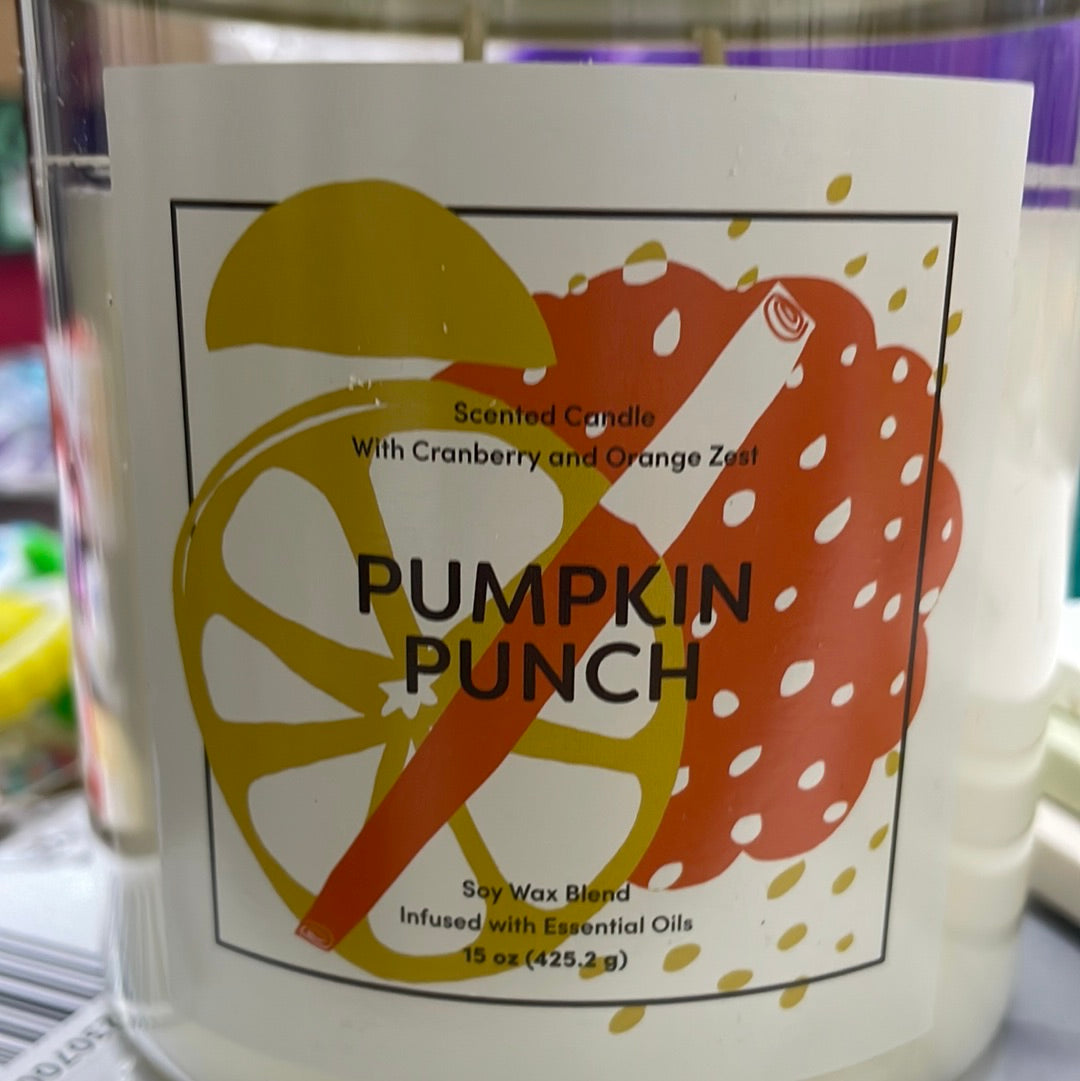 Scented Candle
With Cranberry and Orange Zest
PUMPKIN
PUNCH
Soy Wax Blend
Infused with Essential Oils
15 oz (425.2 g)